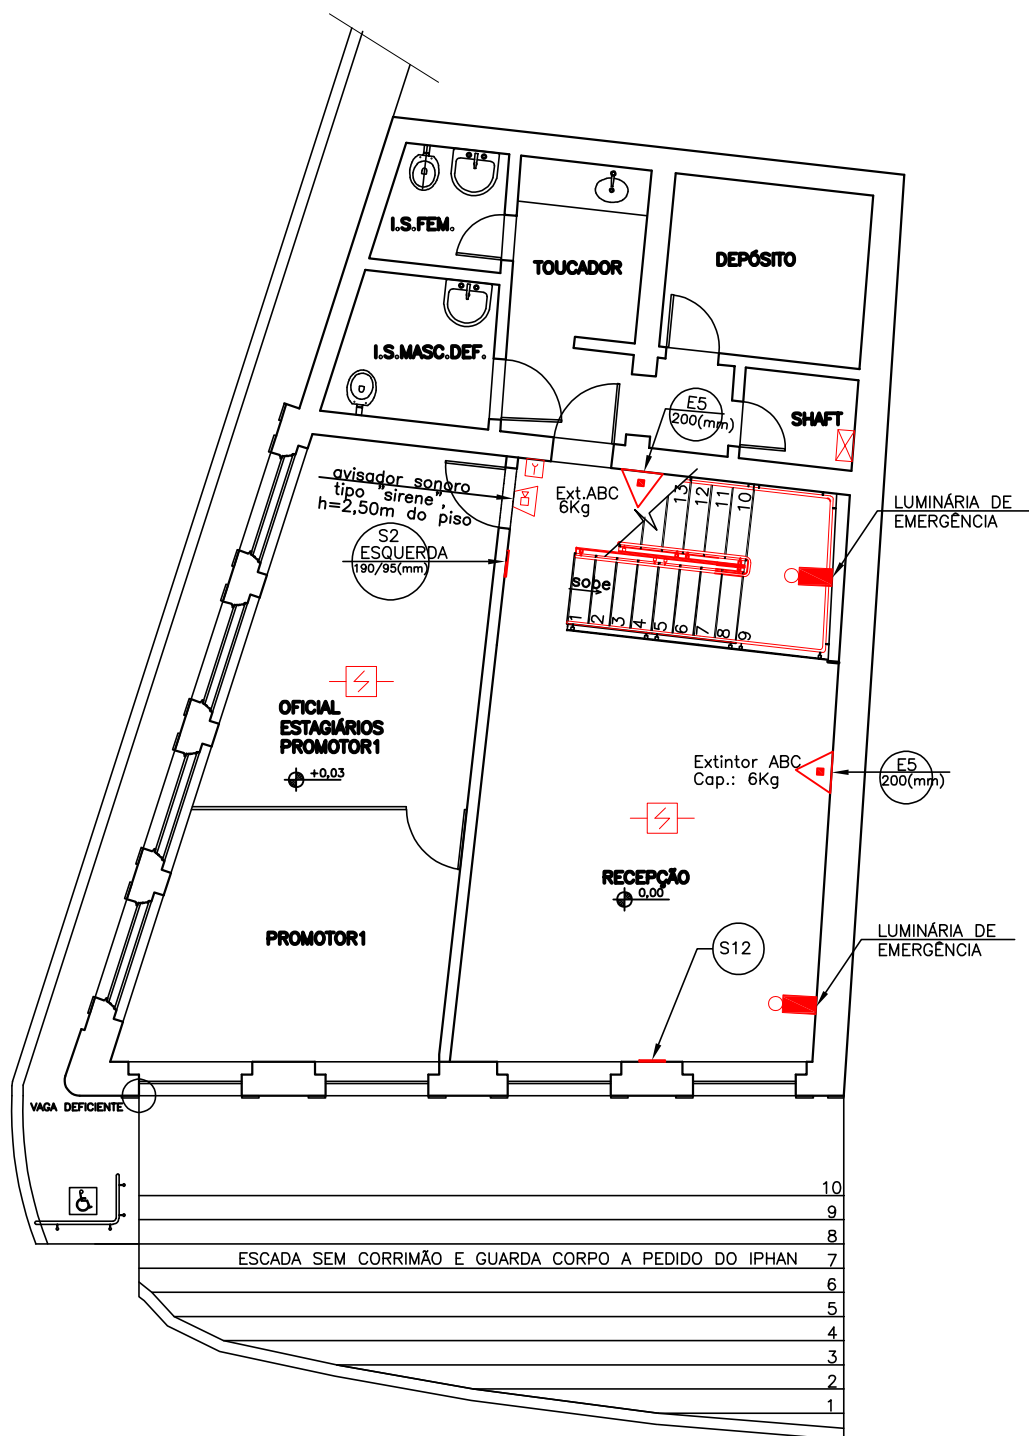 I.S.FEM.
TOUCADOR
DEPÓSITO
I.S.MASC.DEF.
E5
200(mm)
SHAFT
avisador sonoro
tipo "sirene",
h=2,50m do piso
Ext.ABC
6Kg
13
12
11
10
LUMINÁRIA DE
EMERGÊNCIA
S2
ESQUERDA
190/95(mm)
sobe
1
2
3
4
5
6
7
8
9
OFICIAL
ESTAGIÁRIOS
PROMOTOR1
+0,03
Extintor ABC
Cap.: 6Kg
E5
200(mm)
RECEPÇÃO
0,00
PROMOTOR1
S12
LUMINÁRIA DE
EMERGÊNCIA
VAGA DEFICIENTE
10
9
8
ESCADA SEM CORRIMÃO E GUARDA CORPO A PEDIDO DO IPHAN 7
6
5
4
3
2
1